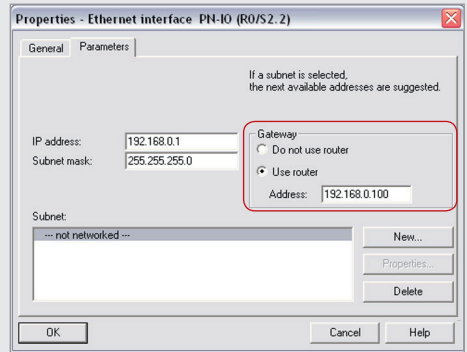 Properties - Ethernet interface PN-IO (R0/S2.2)
General
Parameters
If a subnet is selected,
the next available addresses are suggested.
IP address:
192.168.0.1
Subnet mask:
255.255.255.0
Gateway
Do not use router
Use router
Address:
192.168.0.100
Subnet:
--- not networked ---
New...
Properties...
Delete
OK
Cancel
Help